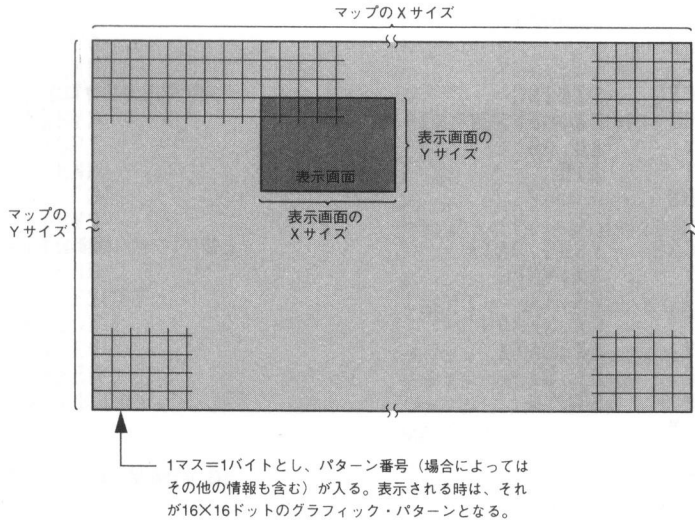 マップのXサイズ
表示画面の
Yサイズ
表示画面
マップの
Yサイズ
表示画面の
Xサイズ
1マス=1バイトとし、パターン番号(場合によっては
その他の情報も含む)が入る。表示される時は、それ
が16×16ドットのグラフィック・パターンとなる。